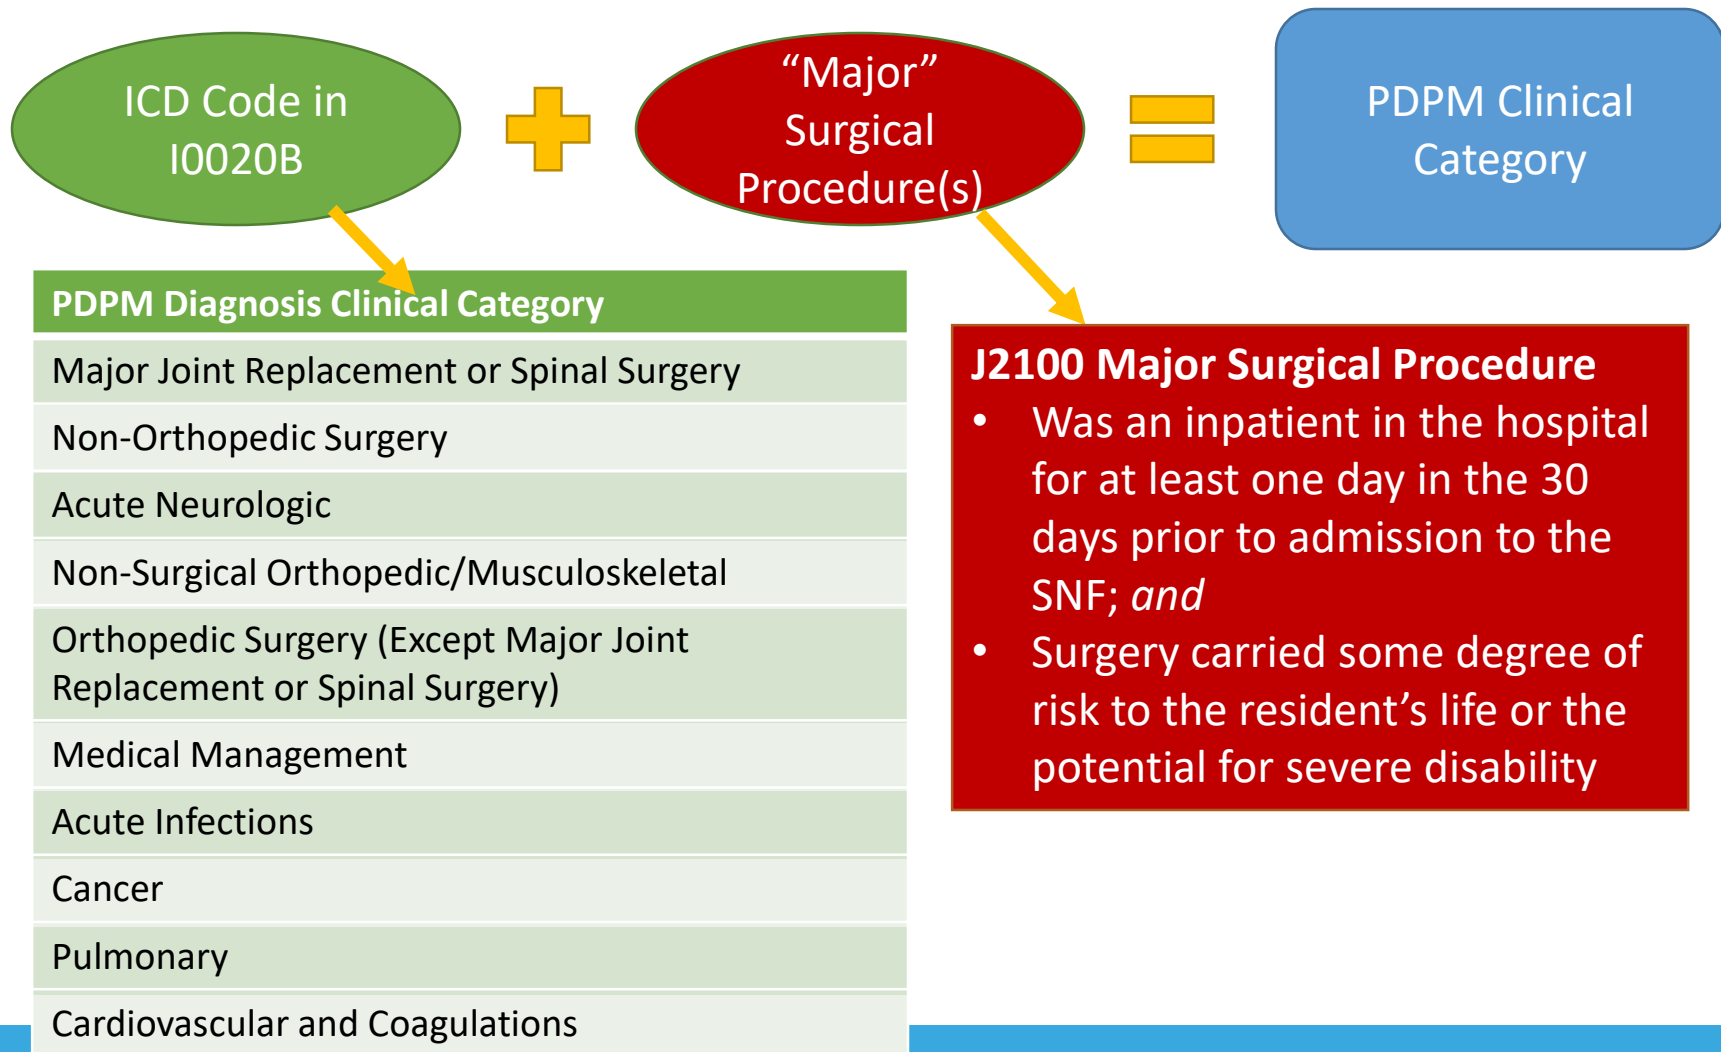 ICD Code in
I0020B
“Major”
Surgical
Procedure(s)
PDPM Clinical
Category
PDPM Diagnosis Clinical Category
Major Joint Replacement or Spinal Surgery
Non-Orthopedic Surgery
Acute Neurologic
Non-Surgical Orthopedic/Musculoskeletal
Orthopedic Surgery (Except Major Joint
Replacement or Spinal Surgery)
Medical Management
Acute Infections
Cancer
Pulmonary
Cardiovascular and Coagulations
J2100 Major Surgical Procedure
• Was an inpatient in the hospital
for at least one day in the 30
days prior to admission to the
SNF; and
• Surgery carried some degree of
risk to the resident’s life or the
potential for severe disability